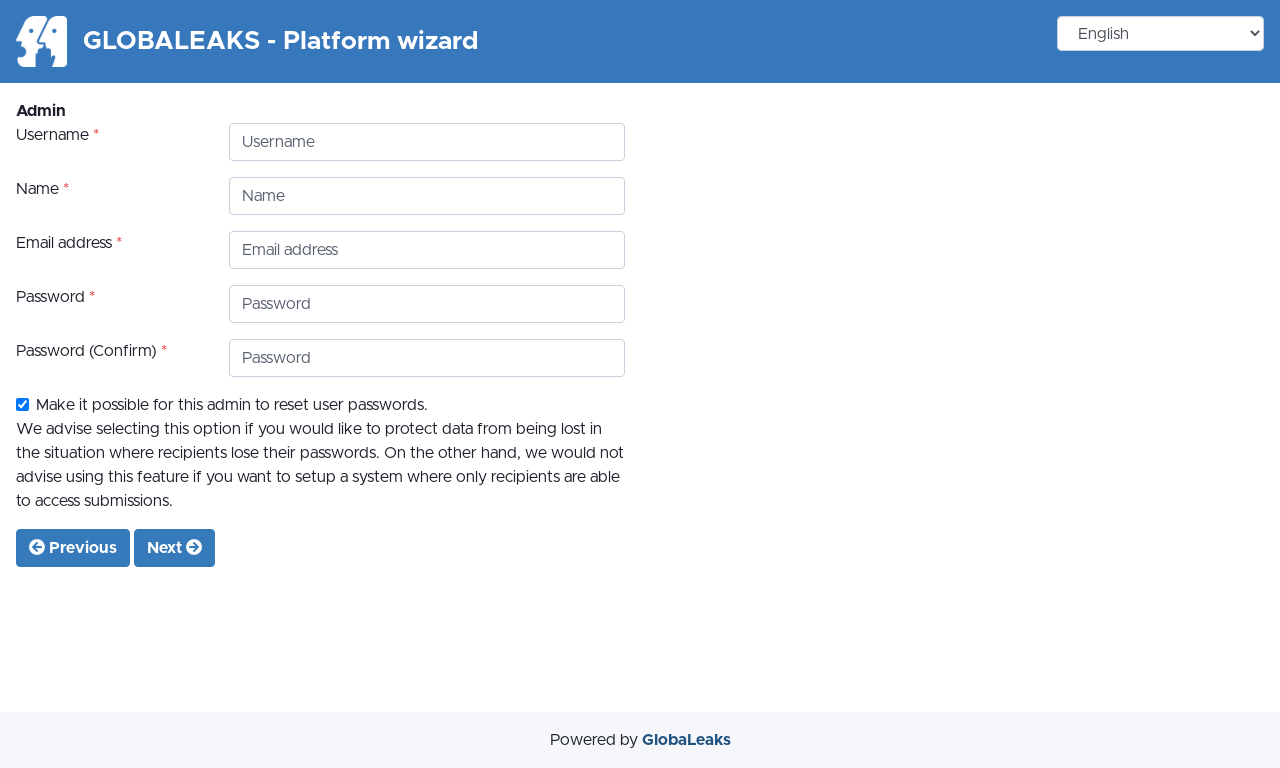 GLOBALEAKS - Platform wizard
English
Admin
Username *
Username
Name *
Name
Email address *
Email address
Password *
Password
Password (Confirm) *
Password
Make it possible for this admin to reset user passwords.
We advise selecting this option if you would like to protect data from being lost in
the situation where recipients lose their passwords. On the other hand, we would not
advise using this feature if you want to setup a system where only recipients are able
to access submissions.
Previous
Next
Powered by GlobaLeaks